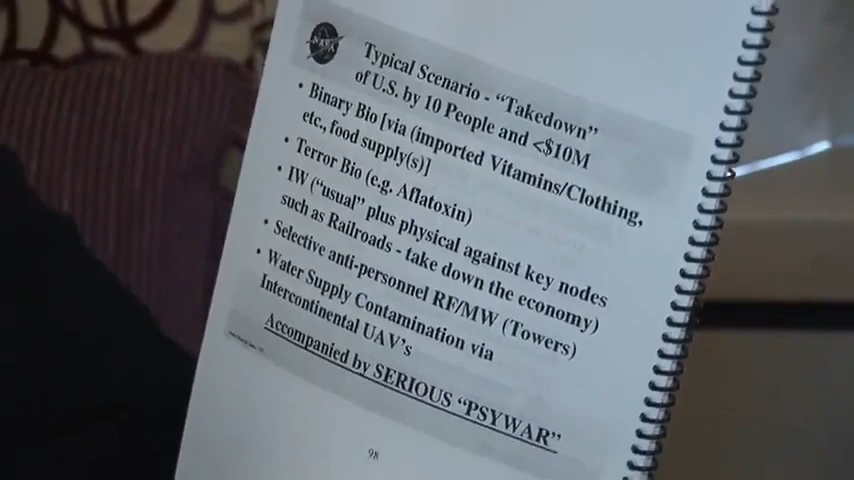 NASA
Typical Scenario - "Takedown"
of U.S. by 10 People and <$10M
• Binary Bio [via (imported Vitamins/Clothing,
etc., food supply(s)]
• Terror Bio (e.g. Aflatoxin)
• IW ("usual" plus physical against key nodes
such as Railroads - take down the economy)
• Selective anti-personnel RF/MW (Towers)
• Water Supply Contamination via
Intercontinental UAV's
Accompanied by SERIOUS "PSYWAR"
98